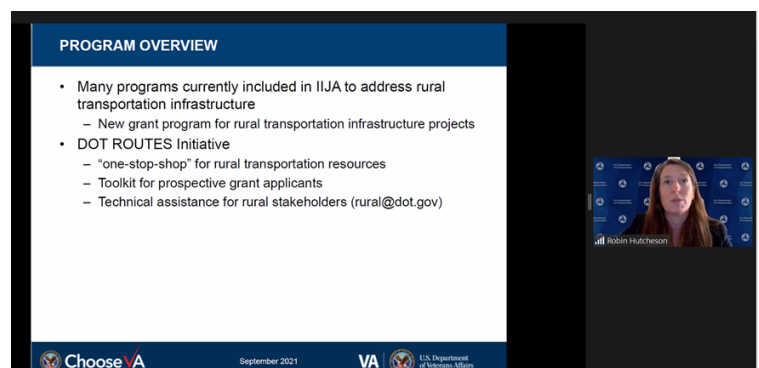 PROGRAM OVERVIEW
• Many programs currently included in IIJA to address rural
transportation infrastructure
– New grant program for rural transportation infrastructure projects
• DOT ROUTES Initiative
– “one-stop-shop” for rural transportation resources
– Toolkit for prospective grant applicants
– Technical assistance for rural stakeholders (rural@dot.gov)
Choose VA
September 2021
VA
U.S. Department
of Veterans Affairs
Robin Hutcheson